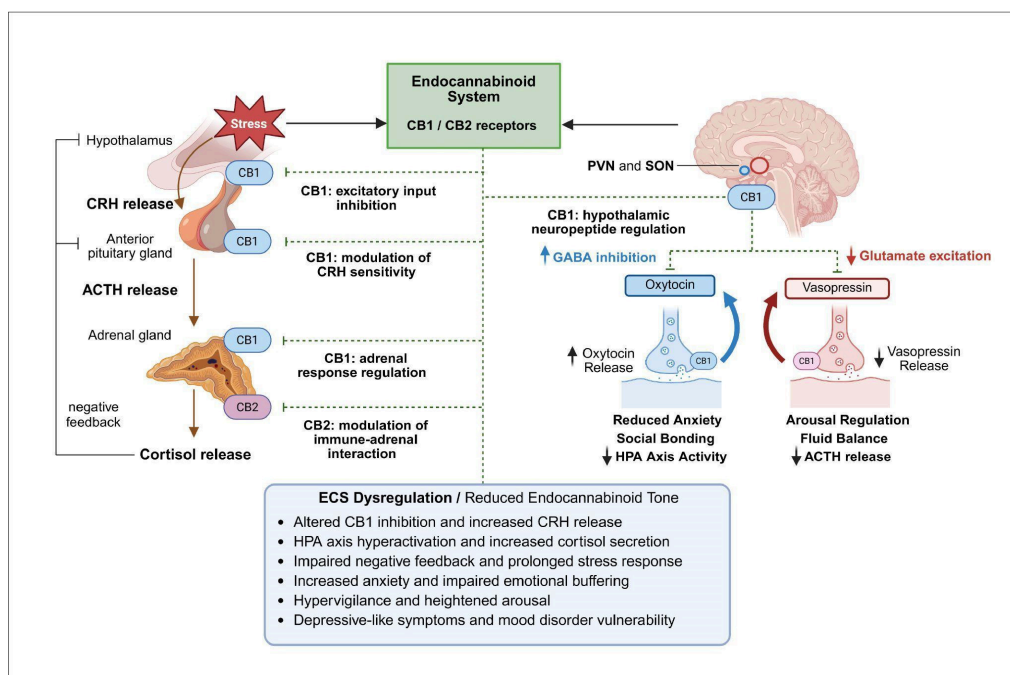 Endocannabinoid
System
CB1 / CB2 receptors
Stress
Hypothalamus
CB1
CRH release
CB1: excitatory input
inhibition
Anterior
pituitary gland
CB1
CB1: modulation of
CRH sensitivity
ACTH release
Adrenal gland
CB1
CB1: adrenal
response regulation
CB2
CB2: modulation of
immune-adrenal
interaction
negative
feedback
Cortisol release
PVN and SON
CB1
CB1: hypothalamic
neuropeptide regulation
GABA inhibition
Glutamate excitation
Oxytocin
Vasopressin
Oxytocin
Release
CB1
CB1
Vasopressin
Release
Reduced Anxiety
Social Bonding
HPA Axis Activity
Arousal Regulation
Fluid Balance
ACTH release
ECS Dysregulation / Reduced Endocannabinoid Tone
• Altered CB1 inhibition and increased CRH release
• HPA axis hyperactivation and increased cortisol secretion
• Impaired negative feedback and prolonged stress response
• Increased anxiety and impaired emotional buffering
• Hypervigilance and heightened arousal
• Depressive-like symptoms and mood disorder vulnerability